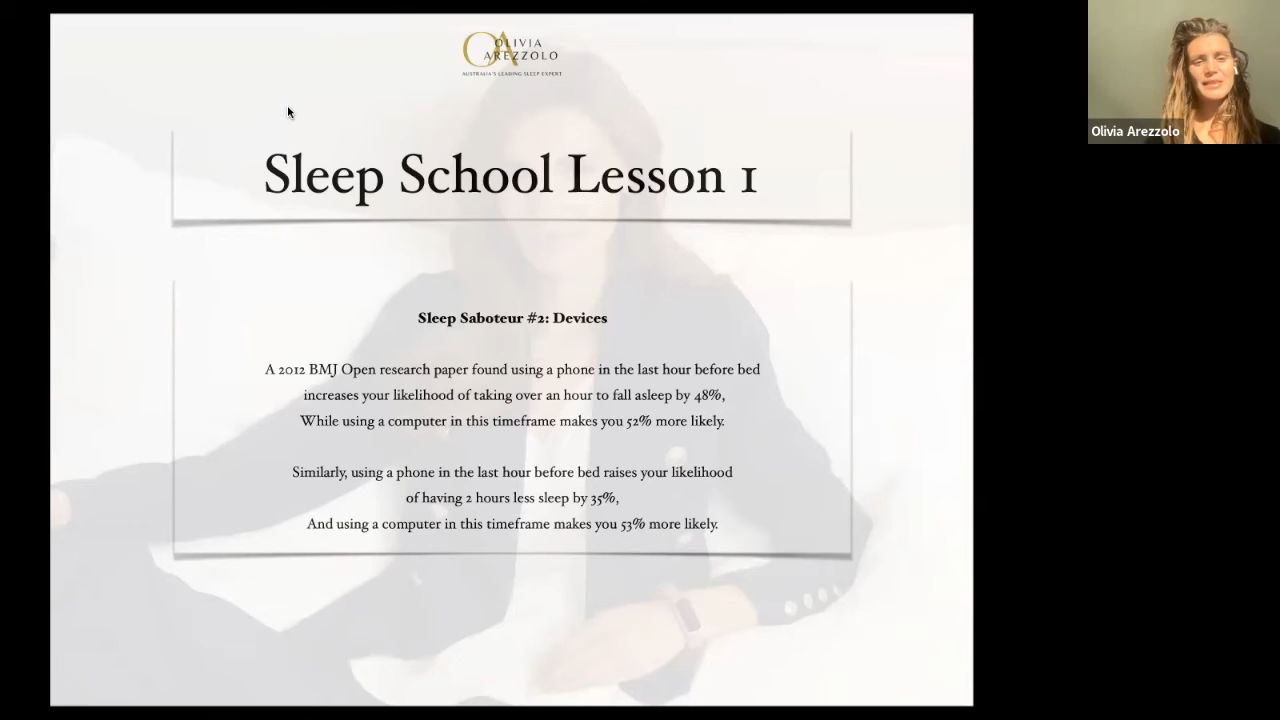 OA
OLIVIA
AREZZOLO
AUSTRALIA'S LEADING SLEEP EXPERT
Olivia Arezzolo
Sleep School Lesson 1
Sleep Saboteur #2: Devices
A 2012 BMJ Open research paper found using a phone in the last hour before bed
increases your likelihood of taking over an hour to fall asleep by 48%,
While using a computer in this timeframe makes you 52% more likely.
Similarly, using a phone in the last hour before bed raises your likelihood
of having 2 hours less sleep by 35%,
And using a computer in this timeframe makes you 53% more likely.